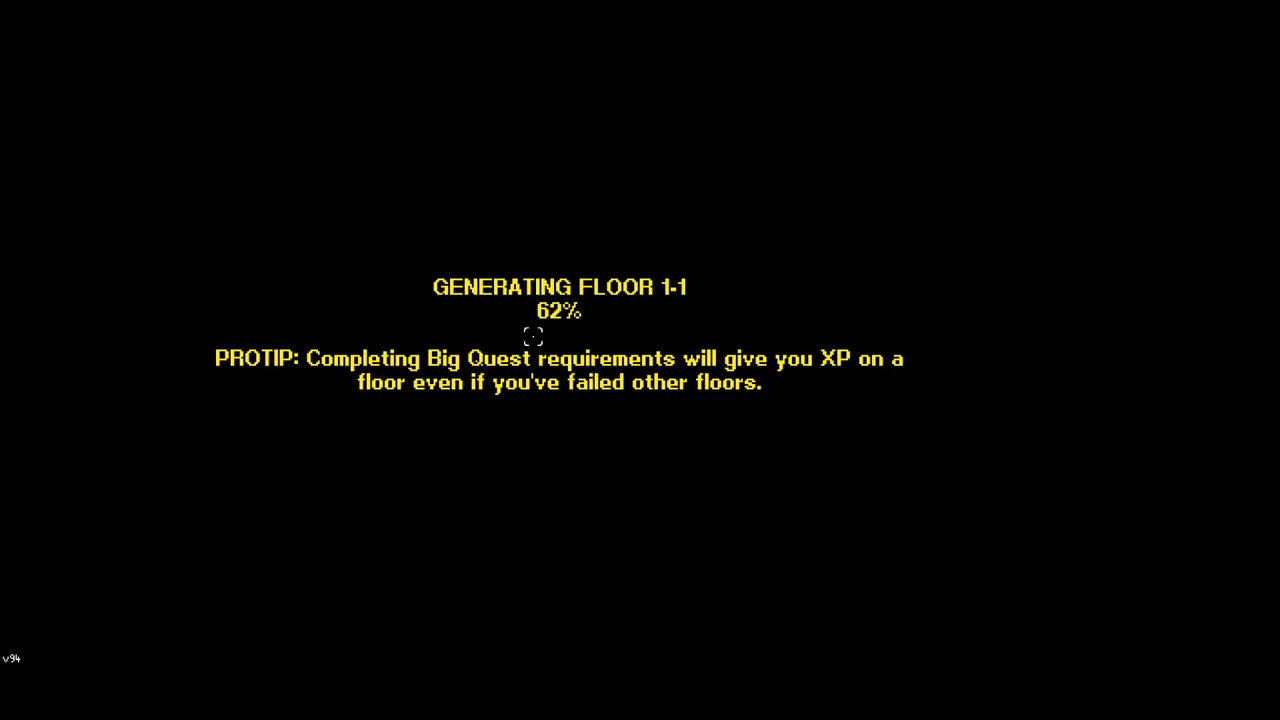 GENERATING FLOOR 1-1
62%
PROTIP: Completing Big Quest requirements will give you XP on a
floor even if you've failed other floors.
v94